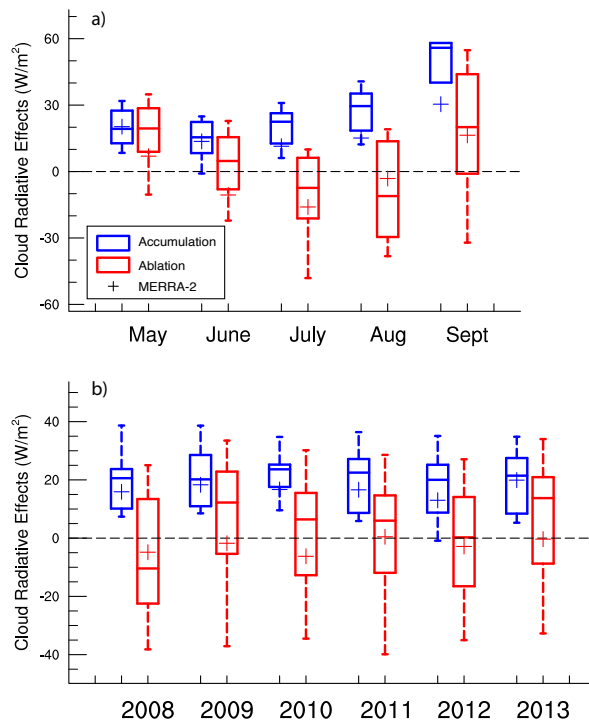 a)
Cloud Radiative Effects (W/m²)
60
30
0
-30
-60
Accumulation
Ablation
MERRA-2
May June July Aug Sept
b)
Cloud Radiative Effects (W/m²)
40
20
0
-20
-40
2008 2009 2010 2011 2012 2013